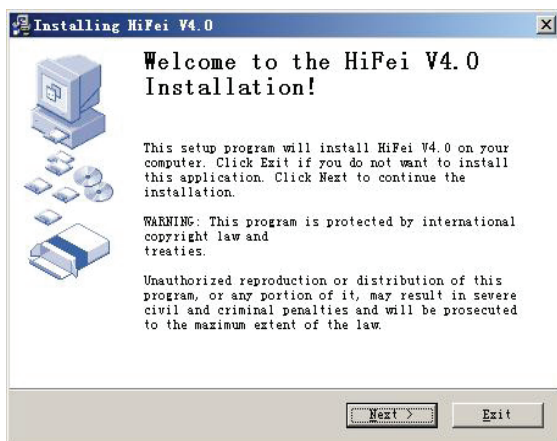 Installing HiFei V4.0
Welcome to the HiFei V4.0
Installation!
This setup program will install HiFei V4.0 on your
computer. Click Exit if you do not want to install
this application. Click Next to continue the
installation.
WARNING: This program is protected by international
copyright law and
treaties.
Unauthorized reproduction or distribution of this
program, or any portion of it, may result in severe
civil and criminal penalties and will be prosecuted
to the maximum extent of the law.
Next >
Exit